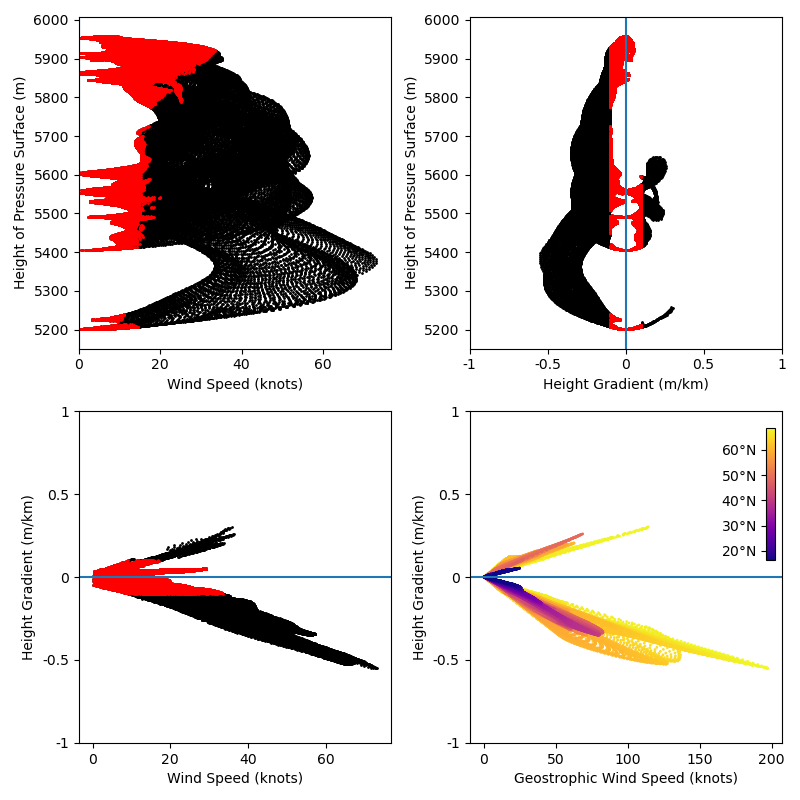 6000
5900
5800
5700
5600
5500
5400
5300
5200
Height of Pressure Surface (m)
0 20 40 60
Wind Speed (knots)
6000
5900
5800
5700
5600
5500
5400
5300
5200
Height of Pressure Surface (m)
-1 -0.5 0 0.5 1
Height Gradient (m/km)
1
0.5
0
-0.5
-1
Height Gradient (m/km)
0 20 40 60
Wind Speed (knots)
1
0.5
0
-0.5
-1
Height Gradient (m/km)
60°N
50°N
40°N
30°N
20°N
0 50 100 150 200
Geostrophic Wind Speed (knots)